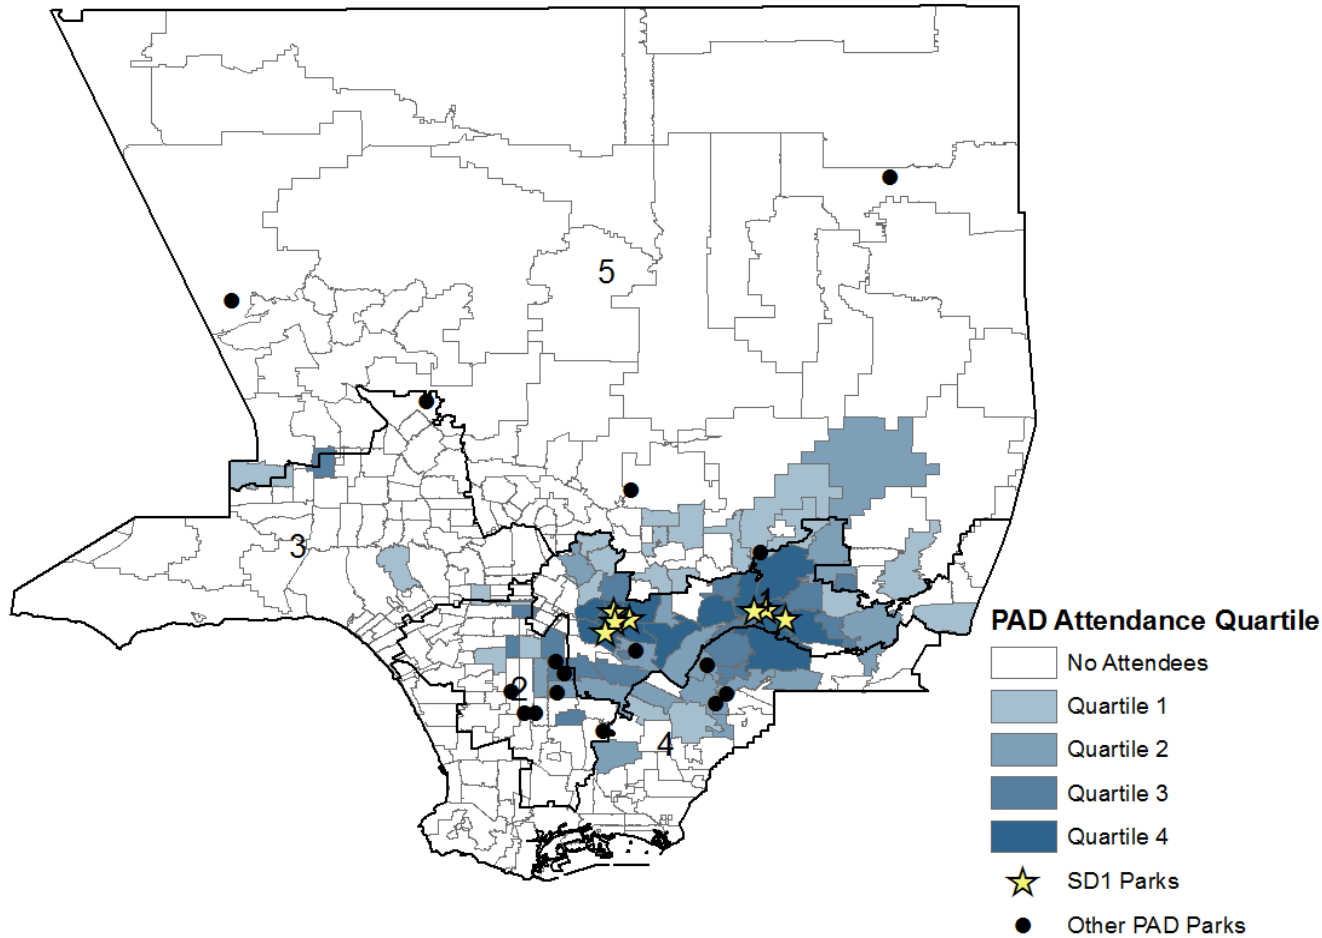 5
3
1
2
4
PAD Attendance Quartile
No Attendees
Quartile 1
Quartile 2
Quartile 3
Quartile 4
SD1 Parks
Other PAD Parks